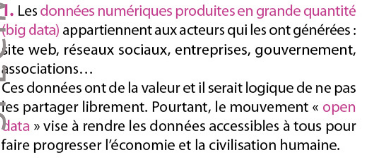 1. Les données numériques produites en grande quantité
(big data) appartiennent aux acteurs qui les ont générées :
site web, réseaux sociaux, entreprises, gouvernement,
associations…
Ces données ont de la valeur et il serait logique de ne pas
les partager librement. Pourtant, le mouvement « open
data » vise à rendre les données accessibles à tous pour
faire progresser l’économie et la civilisation humaine.